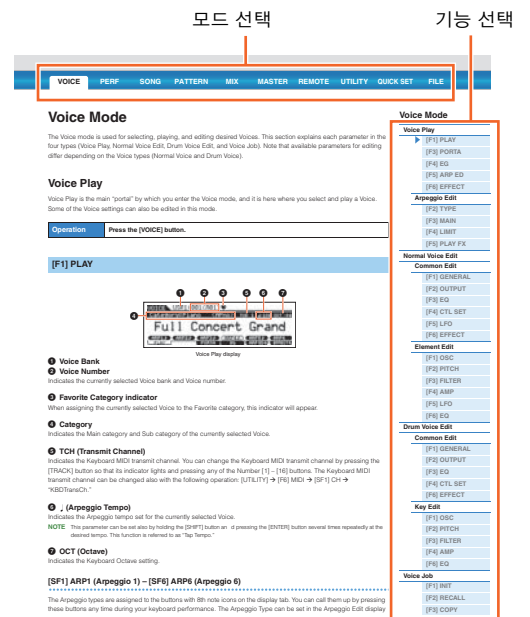 모드 선택
기능 선택
VOICE PERF SONG PATTERN MIX MASTER REMOTE UTILITY QUICK SET FILE
Voice Mode
The Voice mode is used for selecting, playing, and editing desired Voices. This section explains each parameter in the
four types (Voice Play, Normal Voice Edit, Drum Voice Edit, and Voice Job). Note that available parameters for editing
differ depending on the Voice types (Normal Voice and Drum Voice).
Voice Play
Voice Play is the main "portal" by which you enter the Voice mode, and it is here where you select and play a Voice.
Some of the Voice settings can also be edited in this mode.
Operation Press the [VOICE] button.
[F1] PLAY
❶ ❷ ❸ ❺ ❻ ❼
❹
Full Concert Grand
Voice Play display
❶ Voice Bank
❷ Voice Number
Indicates the currently selected Voice bank and Voice number.
❸ Favorite Category indicator
When assigning the currently selected Voice to the Favorite category, this indicator will appear.
❹ Category
Indicates the Main category and Sub category of the currently selected Voice.
❺ TCH (Transmit Channel)
Indicates the Keyboard MIDI transmit channel. You can change the Keyboard MIDI transmit channel by pressing the
[TRACK] button so that its indicator lights and pressing any of the Number [1] – [16] buttons. The Keyboard MIDI
transmit channel can be changed also with the following operation: [UTILITY] → [F6] MIDI → [SF1] CH →
"KBDTransCh."
❻ ♩ (Arpeggio Tempo)
Indicates the Arpeggio tempo set for the currently selected Voice.
NOTE This parameter can be set also by holding the [SHIFT] button an d pressing the [ENTER] button several times repeatedly at the
desired tempo. This function is referred to as "Tap Tempo."
❼ OCT (Octave)
Indicates the Keyboard Octave setting.
[SF1] ARP1 (Arpeggio 1) – [SF6] ARP6 (Arpeggio 6)
The Arpeggio types are assigned to the buttons with 8th note icons on the display tab. You can call them up by pressing
these buttons any time during your keyboard performance. The Arpeggio Type can be set in the Arpeggio Edit display
Voice Mode
Voice Play
[F1] PLAY
[F3] PORTA
[F4] EG
[F5] ARP ED
[F6] EFFECT
Arpeggio Edit
[F2] TYPE
[F3] MAIN
[F4] LIMIT
[F5] PLAY FX
Normal Voice Edit
Common Edit
[F1] GENERAL
[F2] OUTPUT
[F3] EQ
[F4] CTL SET
[F5] LFO
[F6] EFFECT
Element Edit
[F1] OSC
[F2] PITCH
[F3] FILTER
[F4] AMP
[F5] LFO
[F6] EQ
Drum Voice Edit
Common Edit
[F1] GENERAL
[F2] OUTPUT
[F3] EQ
[F4] CTL SET
[F6] EFFECT
Key Edit
[F1] OSC
[F2] PITCH
[F3] FILTER
[F4] AMP
[F6] EQ
Voice Job
[F1] INIT
[F2] RECALL
[F3] COPY